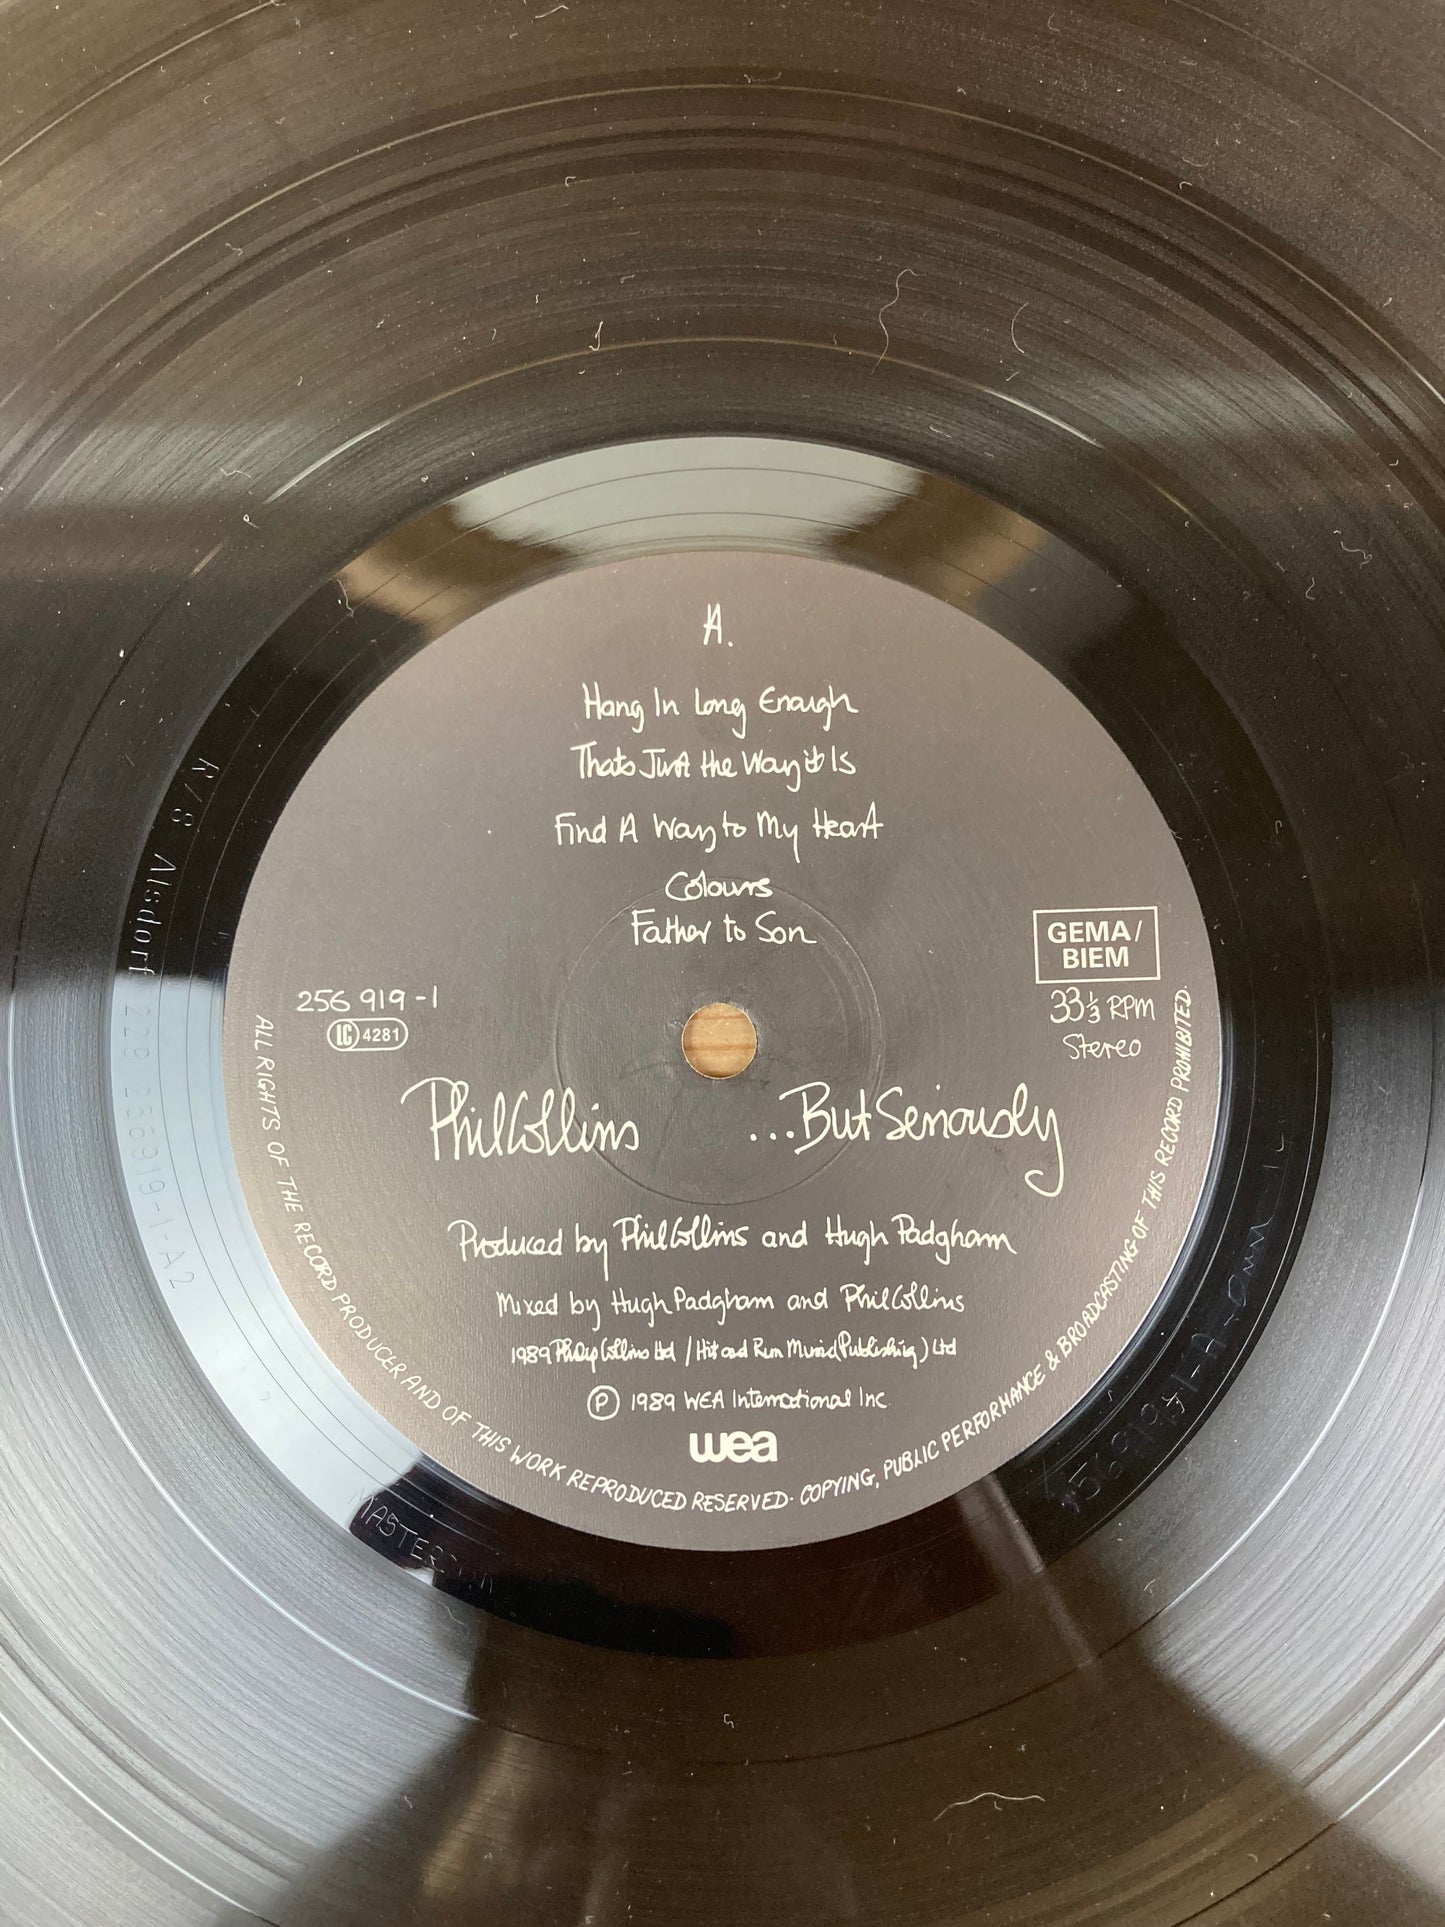 A.
Hang In Long Enough
Thats Just the Way it Is
Find A Way to My Heart
Colours
Father to Son
GEMA/
BIEM
256 919-1
LC 4281
33⅓ RPM
Stereo
Phil Collins ...But Seriously
Produced by Phil Collins and Hugh Padgham
Mixed by Hugh Padgham and Phil Collins
1989 Philip Collins Ltd / Hit and Run Music (Publishing) Ltd
Ⓟ 1989 WEA International Inc
wea
ALL RIGHTS OF THE RECORD PRODUCER AND OF THIS WORK REPRODUCED RESERVED· COPYING, PUBLIC PERFORMANCE & BROADCASTING OF THIS RECORD PROHIBITED.
R/S Alsdorf 229 256919-1-A2